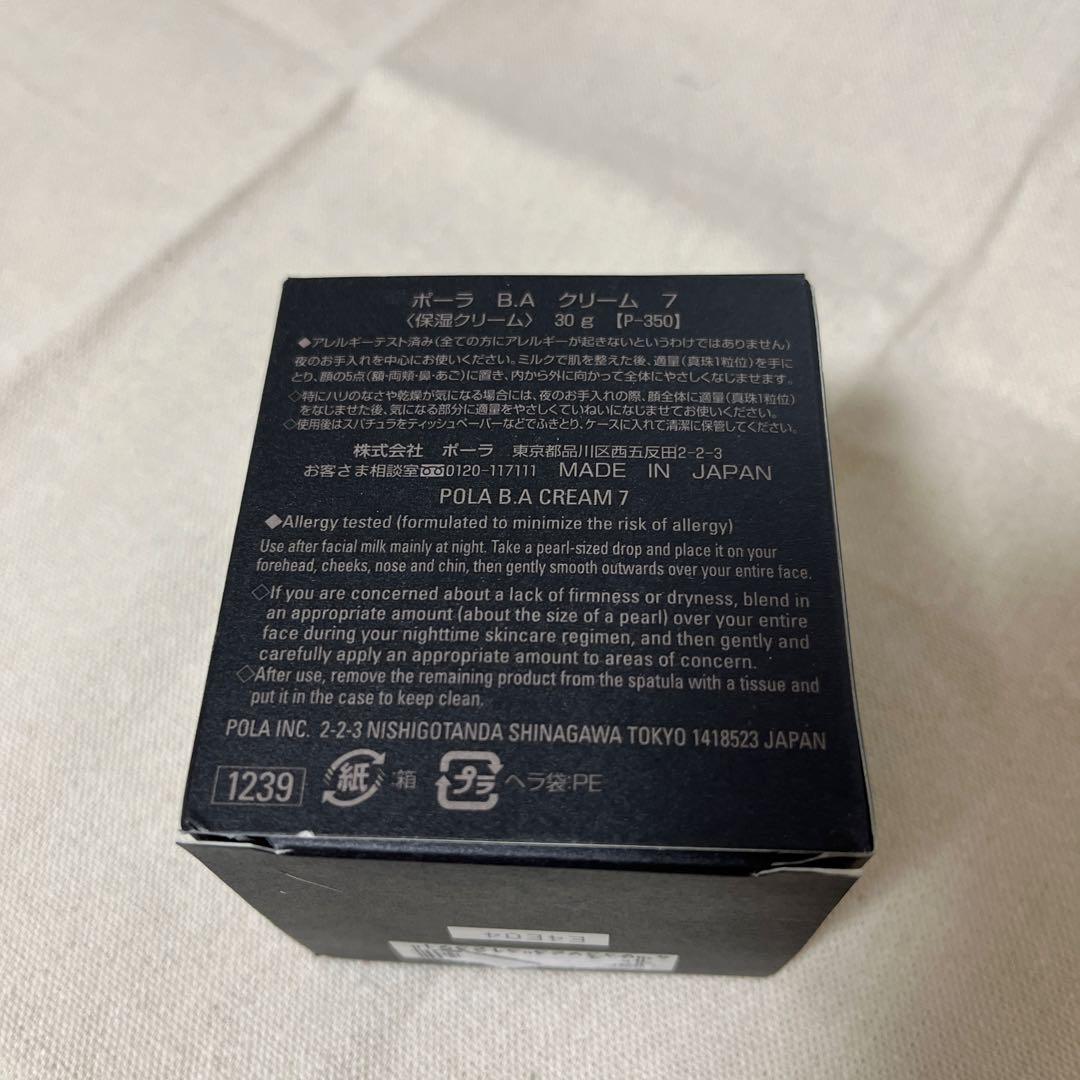 ポーラ B.A クリーム 7
〈保湿クリーム〉 30g 【P-350】
◆アレルギーテスト済み(全ての方にアレルギーが起きないというわけではありません)
夜のお手入れを中心にお使いください。ミルクで肌を整えた後、適量(真珠1粒位)を手に
とり、顔の5点(額・両頬・鼻・あご)に置き、内から外に向かって全体にやさしくなじませます。
◇特にハリのなさや乾燥が気になる場合には、夜のお手入れの際、顔全体に適量(真珠1粒位)
をなじませた後、気になる部分に適量をやさしくていねいになじませてお使いください。
◇使用後はスパチュラをティッシュペーパーなどでふきとり、ケースに入れて清潔に保管してください。
株式会社 ポーラ 東京都品川区西五反田2-2-3
お客さま相談室 0120-117111 MADE IN JAPAN
POLA B.A CREAM 7
◆Allergy tested (formulated to minimize the risk of allergy)
Use after facial milk mainly at night. Take a pearl-sized drop and place it on your
forehead, cheeks, nose and chin, then gently smooth outwards over your entire face.
◇If you are concerned about a lack of firmness or dryness, blend in
an appropriate amount (about the size of a pearl) over your entire
face during your nighttime skincare regimen, and then gently and
carefully apply an appropriate amount to areas of concern.
◇After use, remove the remaining product from the spatula with a tissue and
put it in the case to keep clean.
POLA INC. 2-2-3 NISHIGOTANDA SHINAGAWA TOKYO 1418523 JAPAN
1239 紙 :箱 プラ ヘラ袋:PE
E4E04